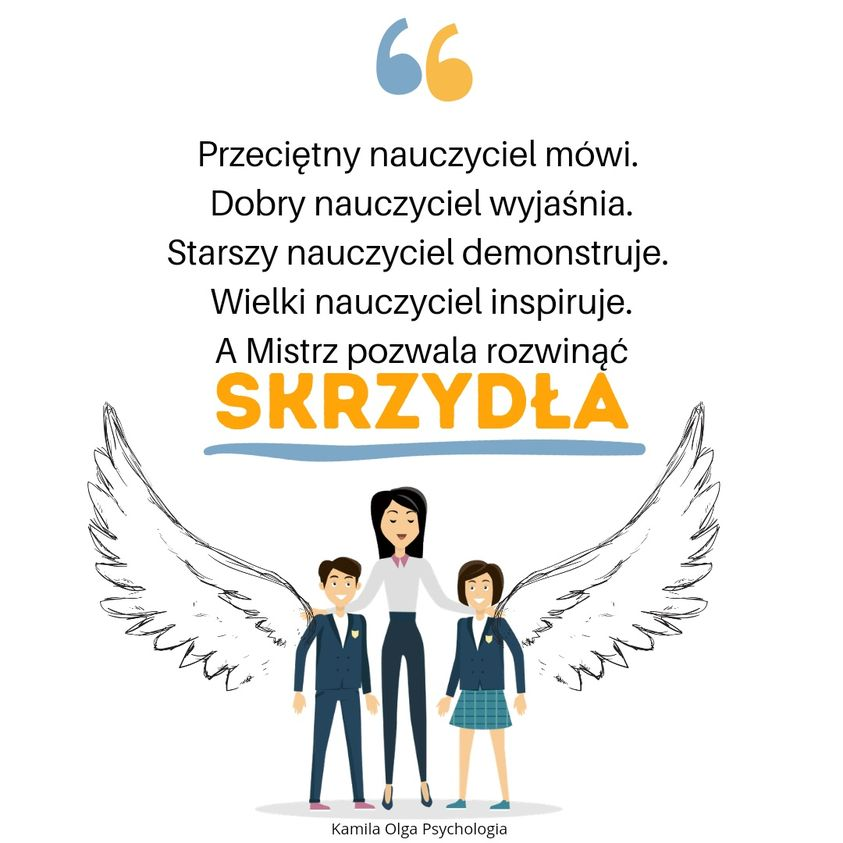 Przeciętny nauczyciel mówi.
Dobry nauczyciel wyjaśnia.
Starszy nauczyciel demonstruje.
Wielki nauczyciel inspiruje.
A Mistrz pozwala rozwinąć
SKRZYDŁA
Kamila Olga Psychologia